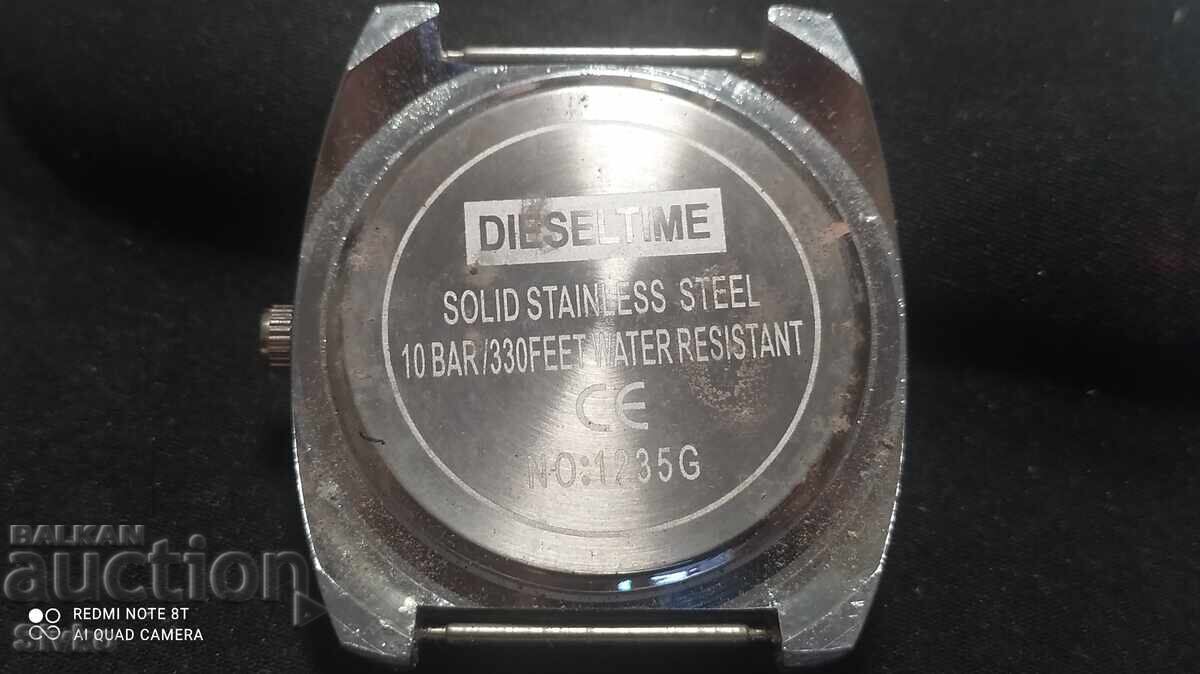 DIESELTIME
SOLID STAINLESS STEEL
10 BAR/330FEET WATER RESISTANT
CE
NO:1235G
BALKAN
auction
REDMI NOTE 8T
AI QUAD CAMERA